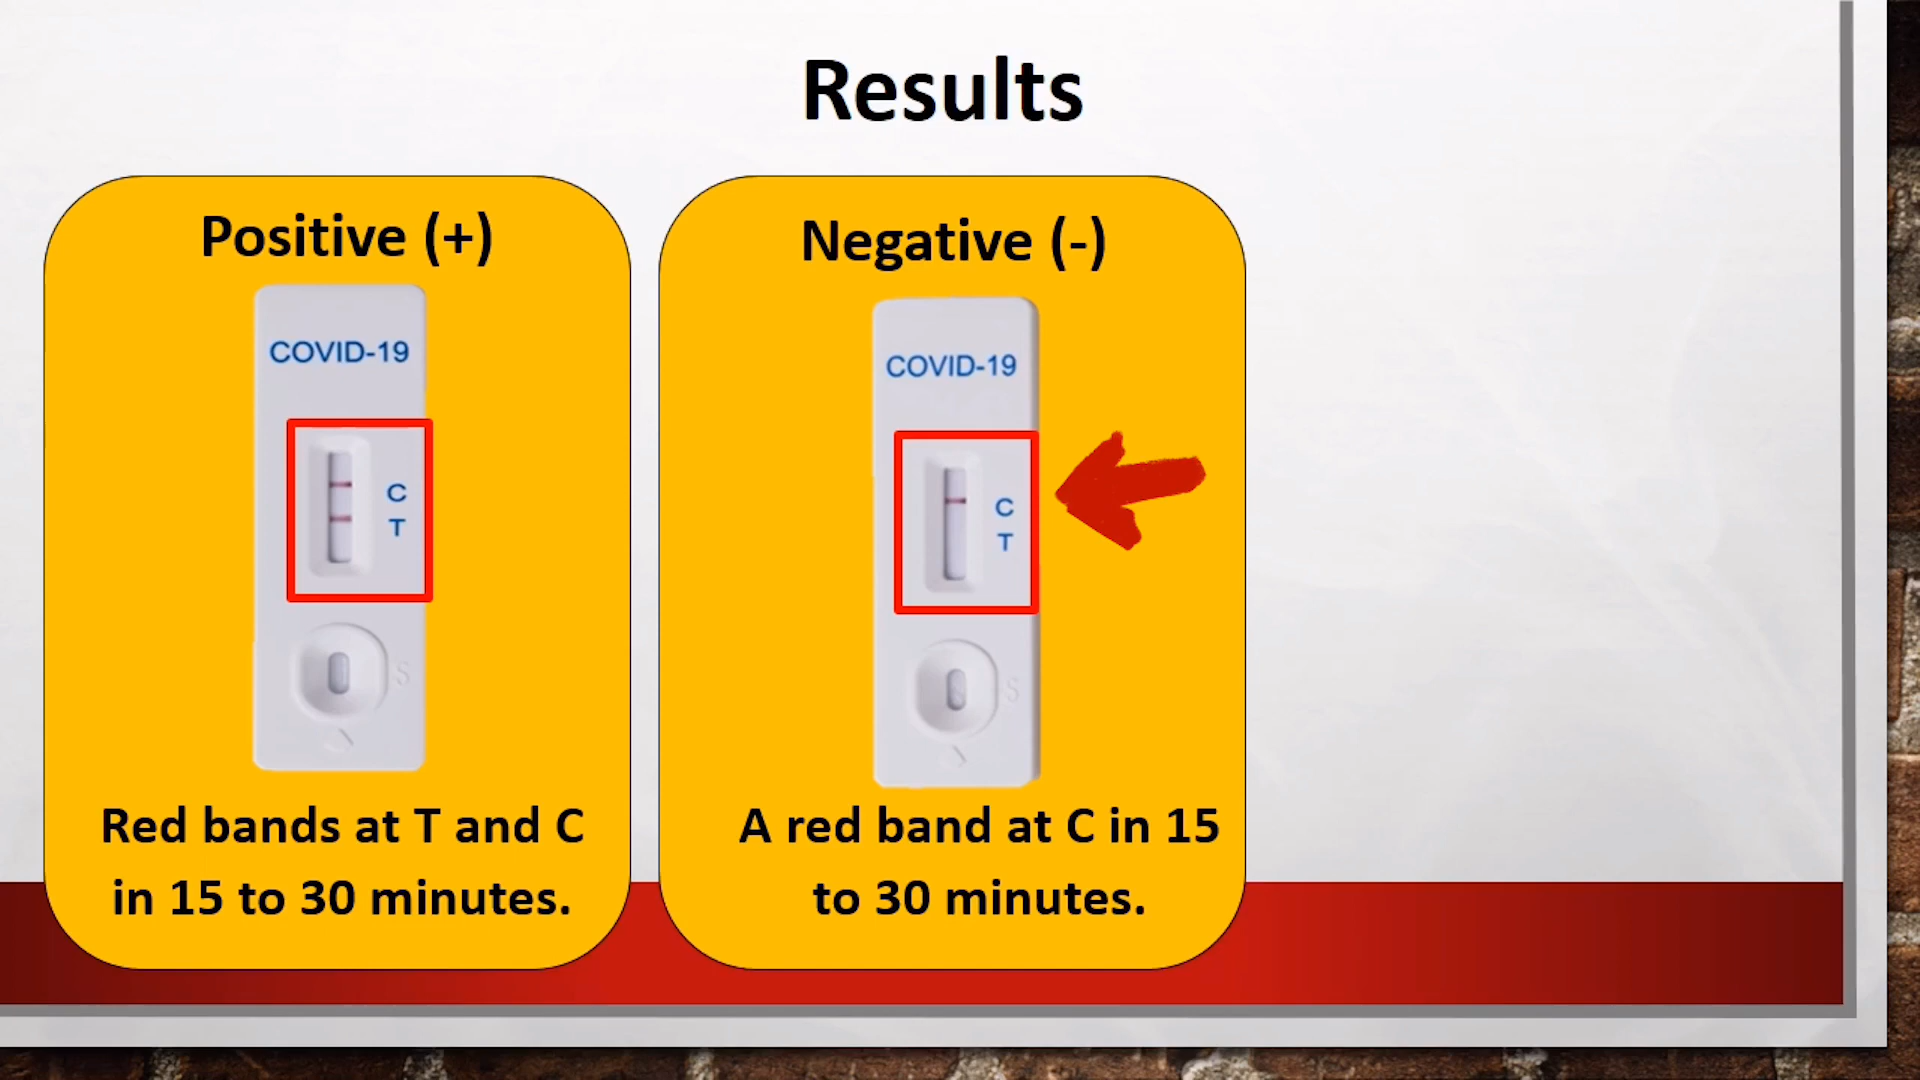 Results
Positive (+)
COVID-19
C
T
S
Red bands at T and C
in 15 to 30 minutes.
Negative (-)
COVID-19
C
T
S
A red band at C in 15
to 30 minutes.